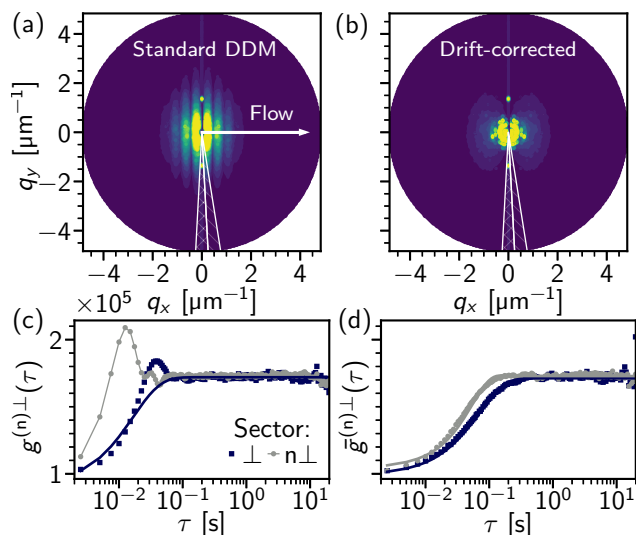 (a) (b)
Standard DDM Drift-corrected
Flow
q_y [µm⁻¹]
4
2
0
−2
−4
−4 −2 0 2 4
−4 −2 0 2 4
q_x [µm⁻¹] q_x [µm⁻¹]
×10⁵
(c) (d)
g^{(n)⊥}(τ)
2
1
Sector:
⊥ n⊥
ḡ^{(n)⊥}(τ)
2
1
10⁻² 10⁻¹ 10⁰ 10¹
10⁻² 10⁻¹ 10⁰ 10¹
τ [s] τ [s]